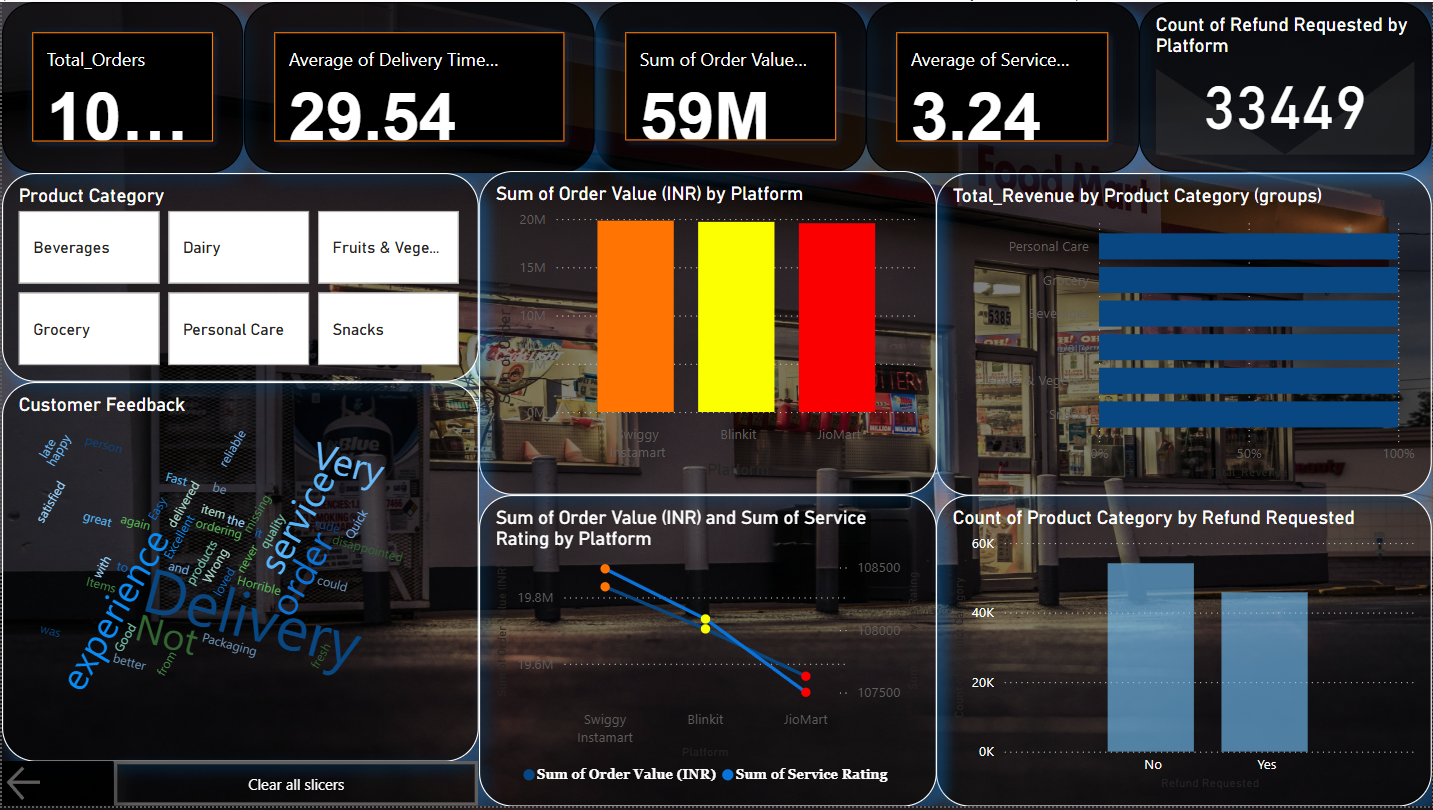 Total_Orders
10...
Average of Delivery Time...
29.54
Sum of Order Value...
59M
Average of Service...
3.24
Count of Refund Requested by
Platform
33449
Product Category
Beverages
Dairy
Fruits & Vege...
Grocery
Personal Care
Snacks
Customer Feedback
late
happy
person
reliable
Very
satisfied
Fast
be
delivered
Easy
item
the
missing
service
great
again
ordering
quality
Quick
it
Excellent
disappointed
experience
products
Wrong
never
order
with
to
and
loved
Horrible
could
Items
Delivery
was
Good
Not
Packaging
better
from
fresh
Clear all slicers
Sum of Order Value (INR) by Platform
20M
15M
10M
0M
Swiggy
Instamart
Blinkit
JioMart
Platform
Sum of Order Value (INR) and Sum of Service
Rating by Platform
19.8M
19.6M
108500
108000
107500
Swiggy
Instamart
Blinkit
JioMart
Platform
Sum of Order Value (INR)
Sum of Service Rating
Food Mart
Total_Revenue by Product Category (groups)
Personal Care
Grocery
5385
0%
50%
100%
Count of Product Category by Refund Requested
60K
40K
20K
0K
No
Yes
Refund Requested